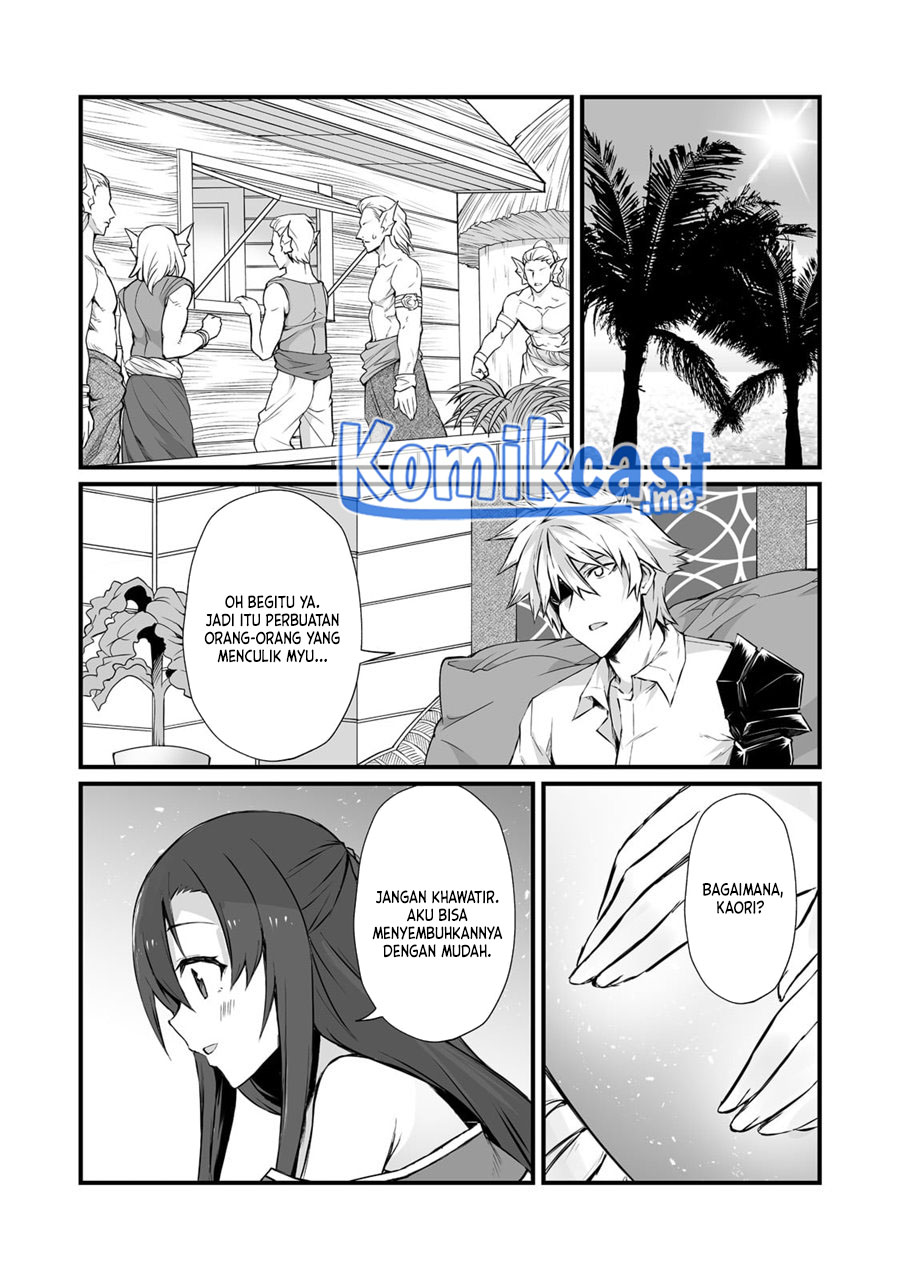 Komikcast
.me
OH BEGITU YA.
JADI ITU PERBUATAN
ORANG-ORANG YANG
MENCULIK MYU...
BAGAIMANA,
KAORI?
JANGAN KHAWATIR.
AKU BISA
MENYEMBUHKANNYA
DENGAN MUDAH.